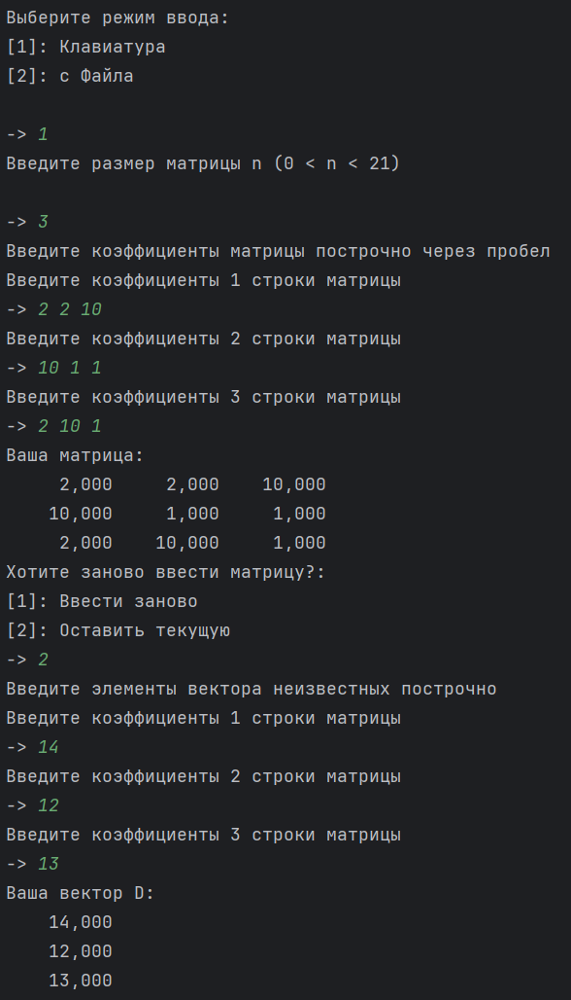 Выберите режим ввода:
[1]: Клавиатура
[2]: с Файла
-> 1
Введите размер матрицы n (0 < n < 21)
-> 3
Введите коэффициенты матрицы построчно через пробел
Введите коэффициенты 1 строки матрицы
-> 2 2 10
Введите коэффициенты 2 строки матрицы
-> 10 1 1
Введите коэффициенты 3 строки матрицы
-> 2 10 1
Ваша матрица:
2,000 2,000 10,000
10,000 1,000 1,000
2,000 10,000 1,000
Хотите заново ввести матрицу?:
[1]: Ввести заново
[2]: Оставить текущую
-> 2
Введите элементы вектора неизвестных построчно
Введите коэффициенты 1 строки матрицы
-> 14
Введите коэффициенты 2 строки матрицы
-> 12
Введите коэффициенты 3 строки матрицы
-> 13
Ваша вектор D:
14,000
12,000
13,000